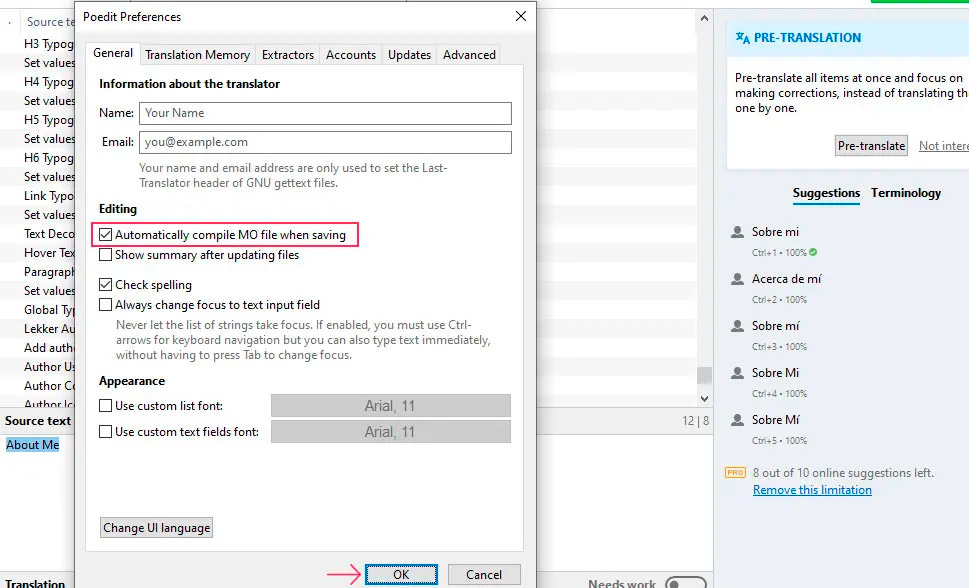 Source te
H3 Typog
Set values
H4 Typog
Set values
H5 Typog
Set values
H6 Typog
Set values
Link Typo
Set values
Text Deco
Hover Tex
Paragraph
Set values
Global Typ
Lekker Au
Add autho
Author Us
Author Co
Author Ico
Source text
12 | 8
About Me
Translation
Needs work
Poedit Preferences
General
Translation Memory
Extractors
Accounts
Updates
Advanced
Information about the translator
Name: Your Name
Email: you@example.com
Your name and email address are only used to set the Last-
Translator header of GNU gettext files.
Editing
Automatically compile MO file when saving
Show summary after updating files
Check spelling
Always change focus to text input field
Never let the list of strings take focus. If enabled, you must use Ctrl-
arrows for keyboard navigation but you can also type text immediately,
without having to press Tab to change focus.
Appearance
Use custom list font: Arial, 11
Use custom text fields font: Arial, 11
Change UI language
OK
Cancel
PRE-TRANSLATION
Pre-translate all items at once and focus on
making corrections, instead of translating the
one by one.
Pre-translate
Not intere
Suggestions
Terminology
Sobre mi
Ctrl+1 • 100%
Acerca de mí
Ctrl+2 • 100%
Sobre mí
Ctrl+3 • 100%
Sobre Mi
Ctrl+4 • 100%
Sobre Mí
Ctrl+5 • 100%
PRO 8 out of 10 online suggestions left.
Remove this limitation